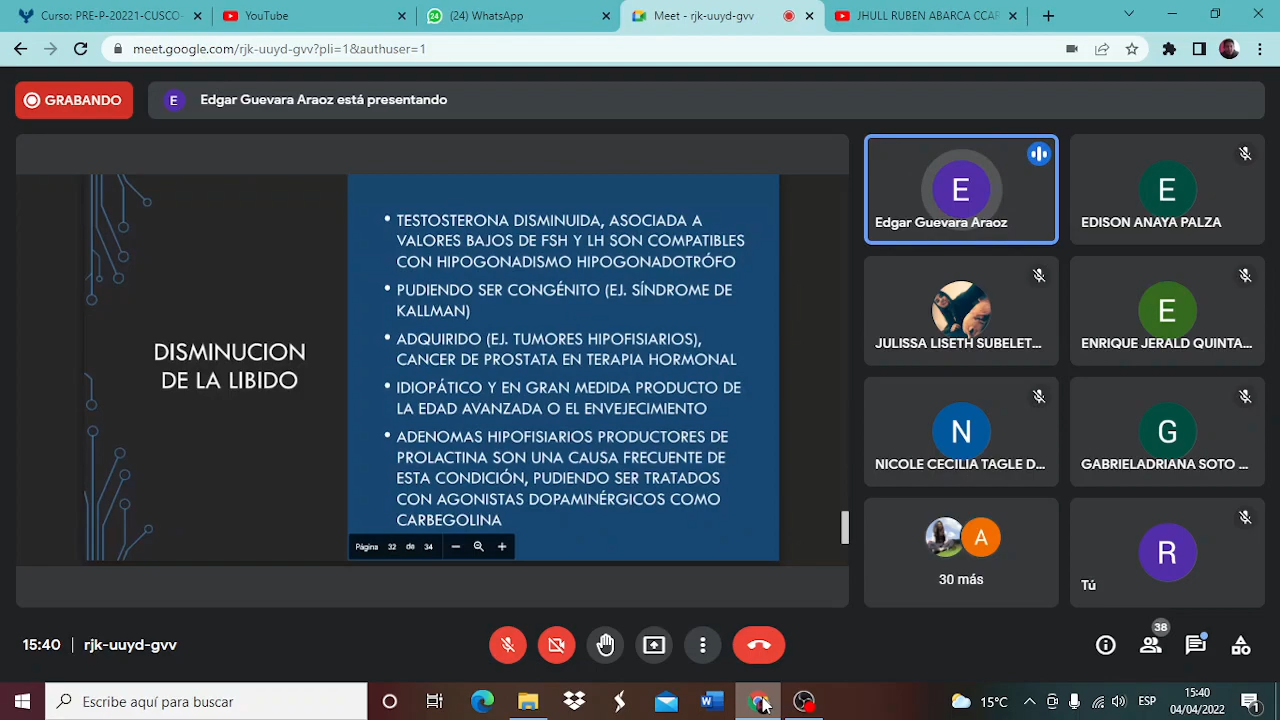 Curso: PRE-P-20221-CUSCO-
YouTube
(24) WhatsApp
Meet - rjk-uuyd-gvv
JHULL RUBEN ABARCA CCAR
meet.google.com/rjk-uuyd-gvv?pli=1&authuser=1
GRABANDO
E
Edgar Guevara Araoz está presentando
DISMINUCION
DE LA LIBIDO
• TESTOSTERONA DISMINUIDA, ASOCIADA A
VALORES BAJOS DE FSH Y LH SON COMPATIBLES
CON HIPOGONADISMO HIPOGONADOTRÓFO
• PUDIENDO SER CONGÉNITO (EJ. SÍNDROME DE
KALLMAN)
• ADQUIRIDO (EJ. TUMORES HIPOFISIARIOS),
CANCER DE PROSTATA EN TERAPIA HORMONAL
• IDIOPÁTICO Y EN GRAN MEDIDA PRODUCTO DE
LA EDAD AVANZADA O EL ENVEJECIMIENTO
• ADENOMAS HIPOFISIARIOS PRODUCTORES DE
PROLACTINA SON UNA CAUSA FRECUENTE DE
ESTA CONDICIÓN, PUDIENDO SER TRATADOS
CON AGONISTAS DOPAMINÉRGICOS COMO
CARBEGOLINA
Página 32 de 34
E
Edgar Guevara Araoz
E
EDISON ANAYA PALZA
JULISSA LISETH SUBELET...
E
ENRIQUE JERALD QUINTA...
N
NICOLE CECILIA TAGLE D...
G
GABRIELADRIANA SOTO ...
A
30 más
R
Tú
15:40 | rjk-uuyd-gvv
38
Escribe aquí para buscar
15°C
ESP
15:40
04/04/2022
1